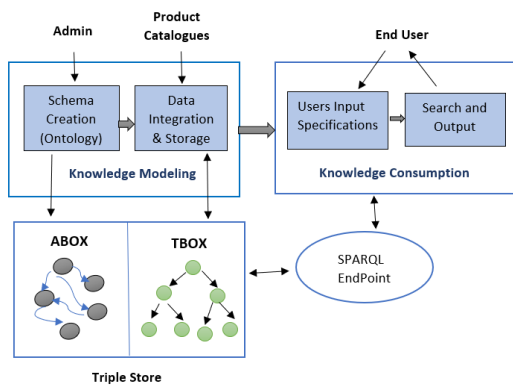 Admin
Product
Catalogues
End User
Schema
Creation
(Ontology)
Data
Integration
& Storage
Users Input
Specifications
Search and
Output
Knowledge Modeling
Knowledge Consumption
ABOX
TBOX
SPARQL
EndPoint
Triple Store